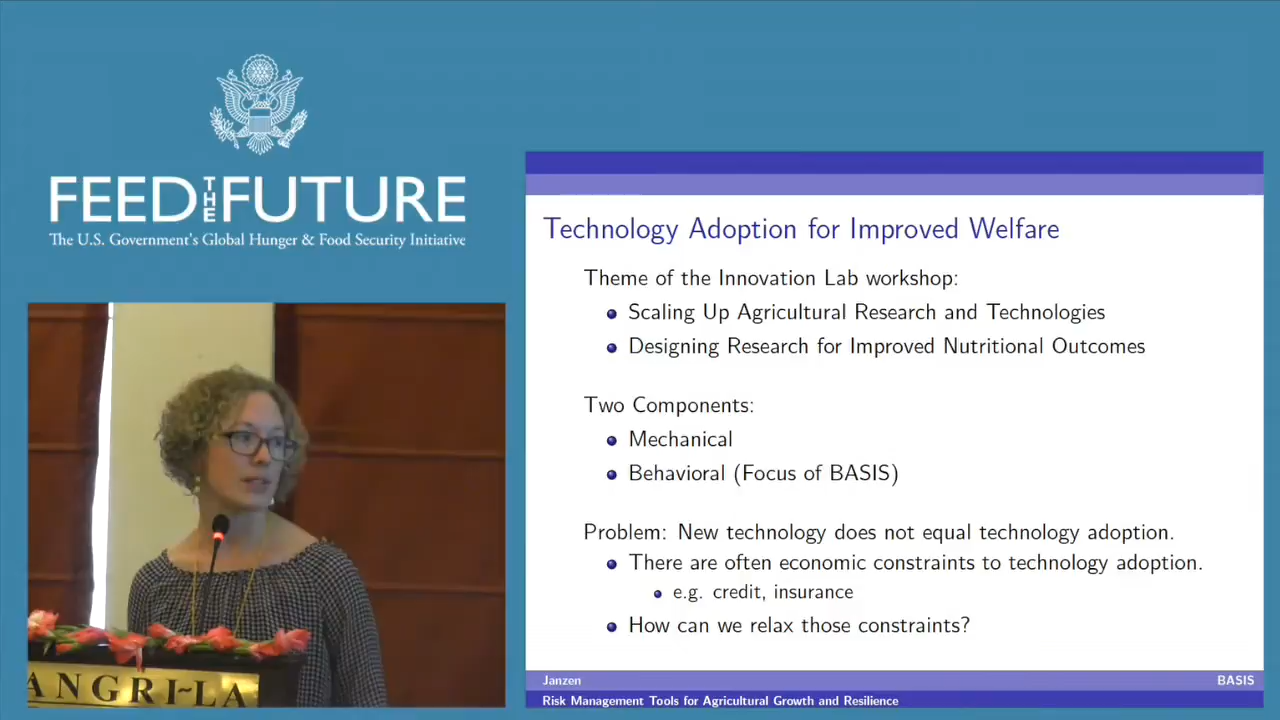 FEED THE FUTURE
The U.S. Government's Global Hunger & Food Security Initiative
Technology Adoption for Improved Welfare
Theme of the Innovation Lab workshop:
Scaling Up Agricultural Research and Technologies
Designing Research for Improved Nutritional Outcomes
Two Components:
Mechanical
Behavioral (Focus of BASIS)
Problem: New technology does not equal technology adoption.
There are often economic constraints to technology adoption.
e.g. credit, insurance
How can we relax those constraints?
Janzen BASIS
Risk Management Tools for Agricultural Growth and Resilience
ANGRI~LA